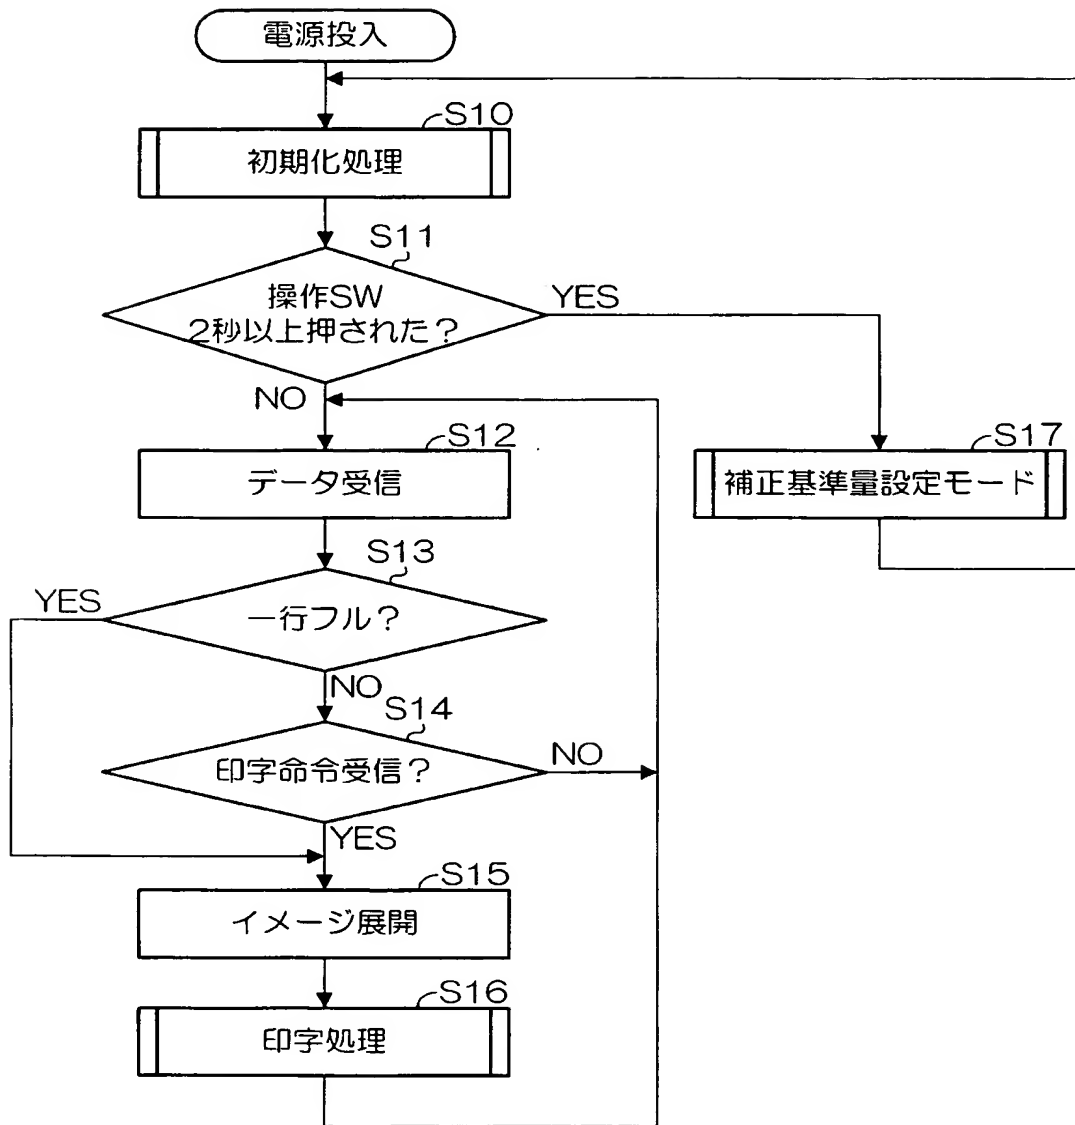 電源投入
S10
初期化処理
S11
操作SW
2秒以上押された？
YES
NO
S12
データ受信
S17
補正基準量設定モード
S13
YES
一行フル？
NO
S14
印字命令受信？
NO
YES
S15
イメージ展開
S16
印字処理